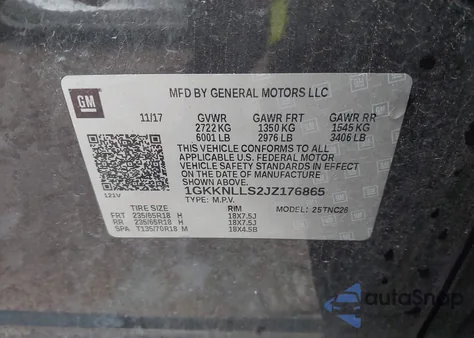 GM
MFD BY GENERAL MOTORS LLC
11/17 GVWR GAWR FRT GAWR RR
2722 KG 1350 KG 1545 KG
6001 LB 2976 LB 3406 LB
THIS VEHICLE CONFORMS TO ALL
APPLICABLE U.S. FEDERAL MOTOR
VEHICLE SAFETY STANDARDS IN EFFECT
ON THE DATE OF MANUFACTURE
SHOWN ABOVE.
1GKKNLLS2JZ176865
TYPE: M.P.V. MODEL: 25TNC26
121V
TIRE SIZE RIM
FRT 235/65R18 H 18X7.5J
RR 235/65R18 H 18X7.5J
SPA T135/70R18 M 18X4.5B
autoSnap